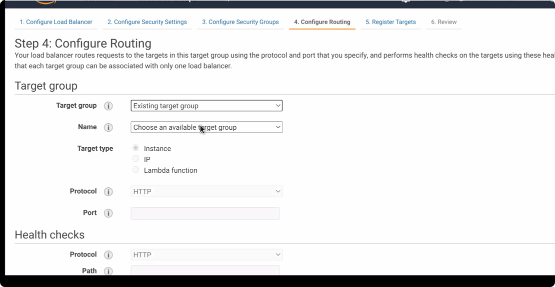 1. Configure Load Balancer 2. Configure Security Settings 3. Configure Security Groups 4. Configure Routing 5. Register Targets 6. Review
Step 4: Configure Routing
Your load balancer routes requests to the targets in this target group using the protocol and port that you specify, and performs health checks on the targets using these
that each target group can be associated with only one load balancer.
Target group
Target group i Existing target group
Name i Choose an available target group
Target type Instance
IP
Lambda function
Protocol i HTTP
Port i
Health checks
Protocol i HTTP
Path i